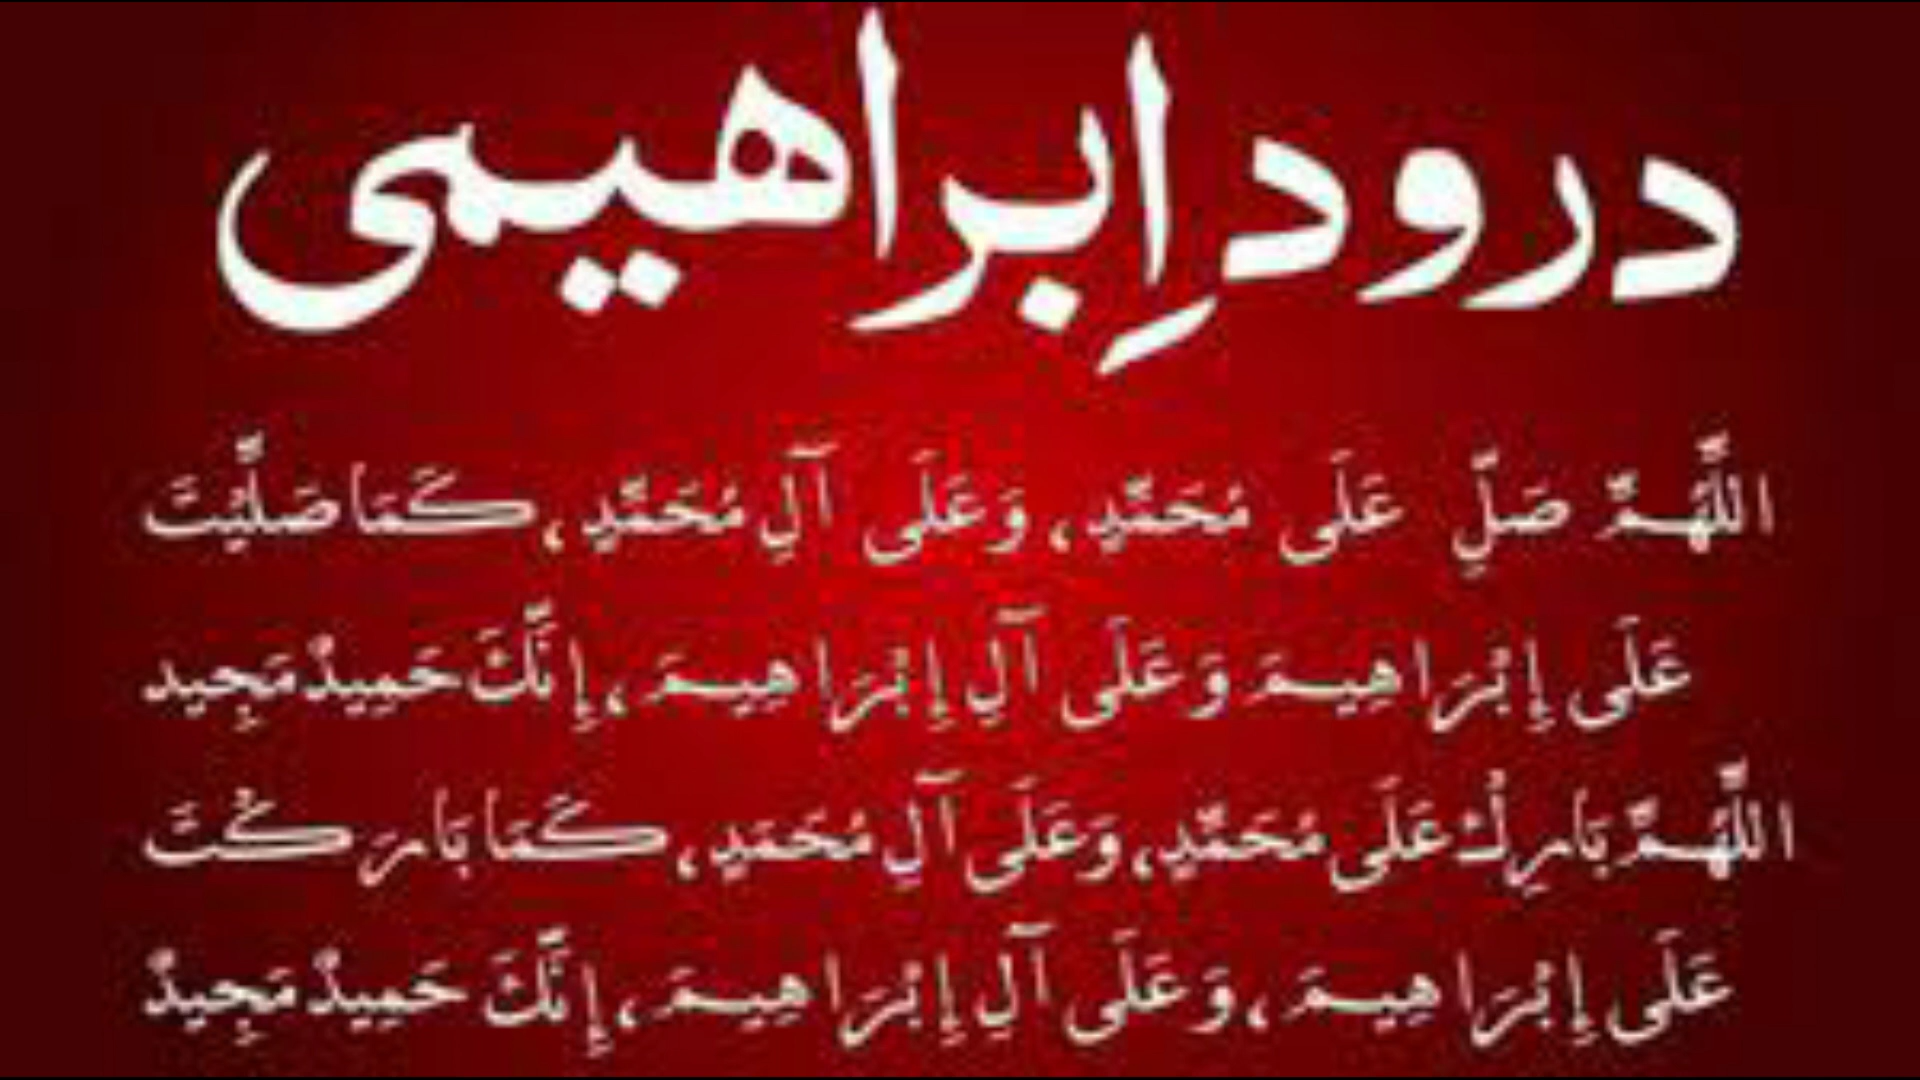 درودِابراہیمی
اللَّهُمَّ صَلِّ عَلَى مُحَمَّدٍ، وَعَلَى آلِ مُحَمَّدٍ، كَمَا صَلَّيْتَ
عَلَى إِبْرَاهِيمَ وَعَلَى آلِ إِبْرَاهِيمَ، إِنَّكَ حَمِيدٌ مَجِيد
اللَّهُمَّ بَارِكْ عَلَى مُحَمَّدٍ، وَعَلَى آلِ مُحَمَدٍ، كَمَا بَارَكْتَ
عَلَى إِبْرَاهِيمَ، وَعَلَى آلِ إِبْرَاهِيمَ، إِنَّكَ حَمِيدٌ مَجِيدٌ